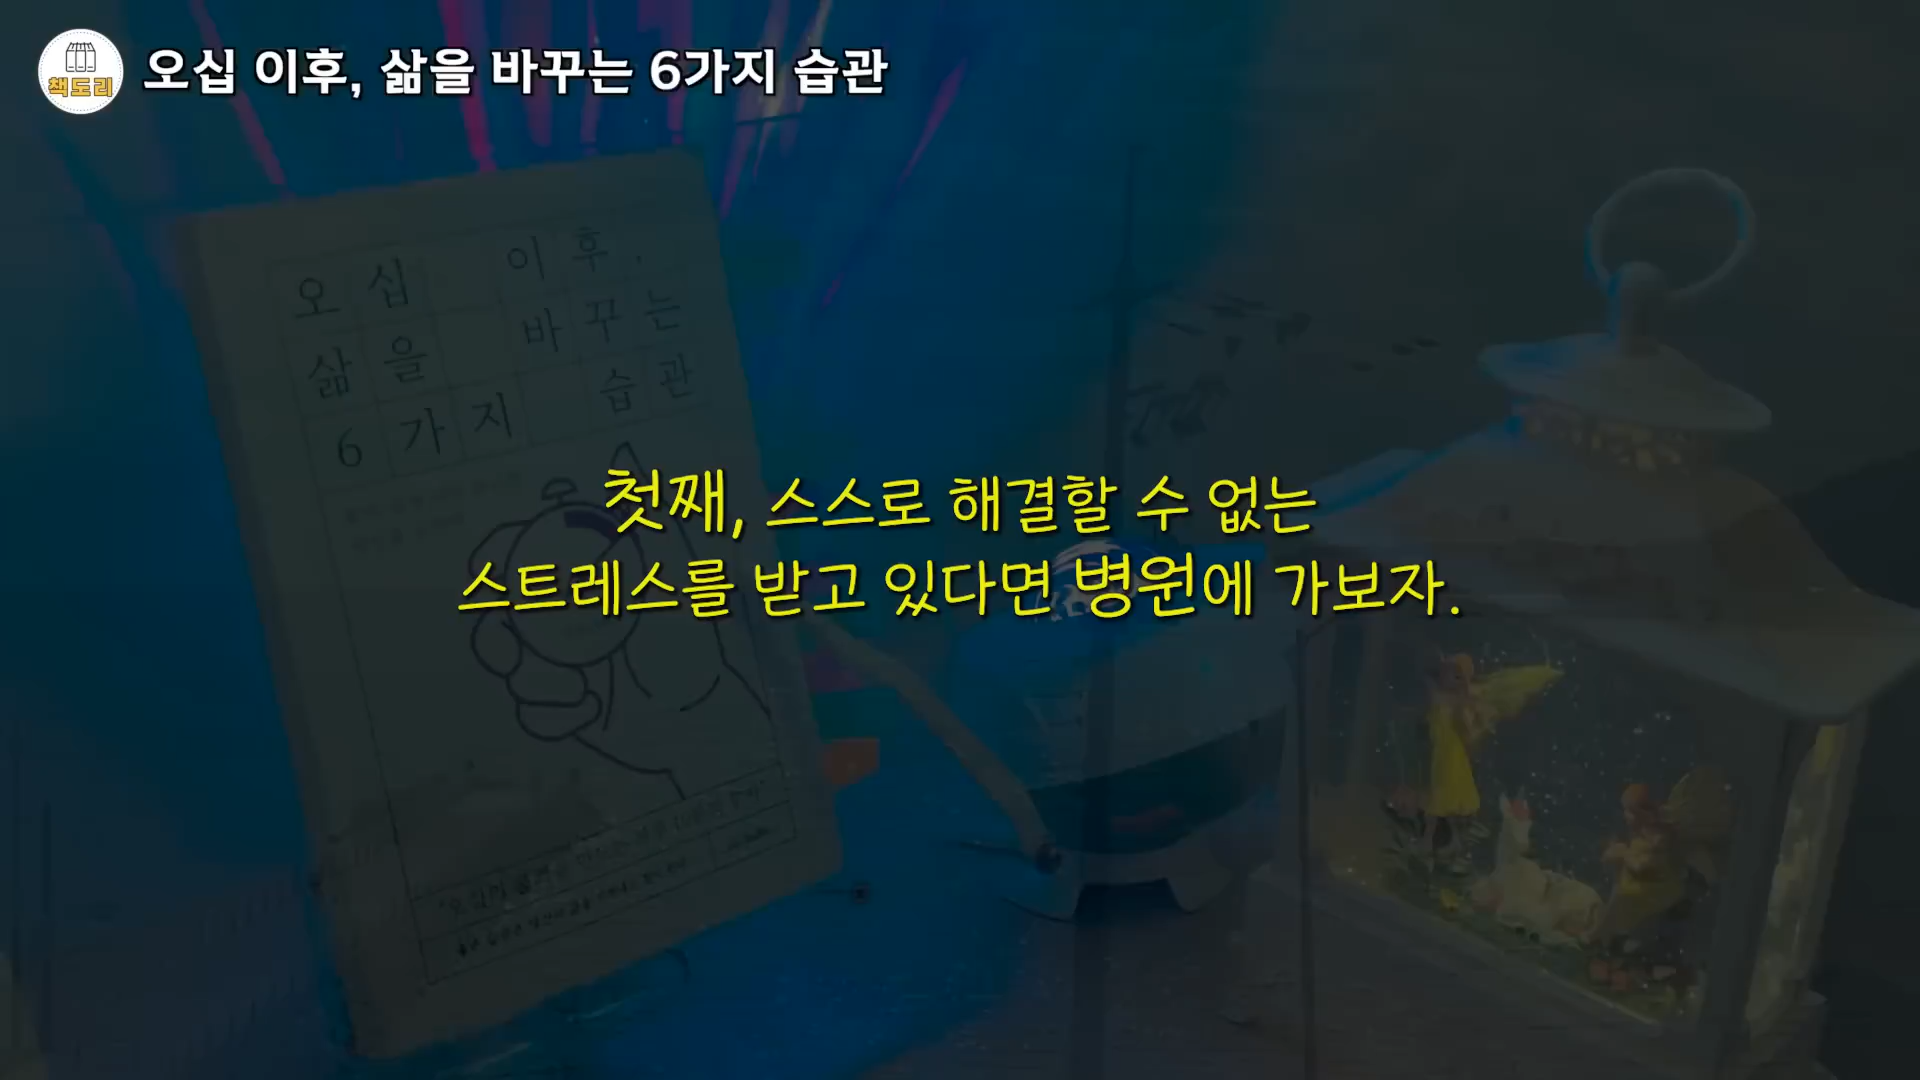 책도리
오십 이후, 삶을 바꾸는 6가지 습관
오십 이후,
삶을 바꾸는
6가지 습관
첫째, 스스로 해결할 수 없는
스트레스를 받고 있다면 병원에 가보자.